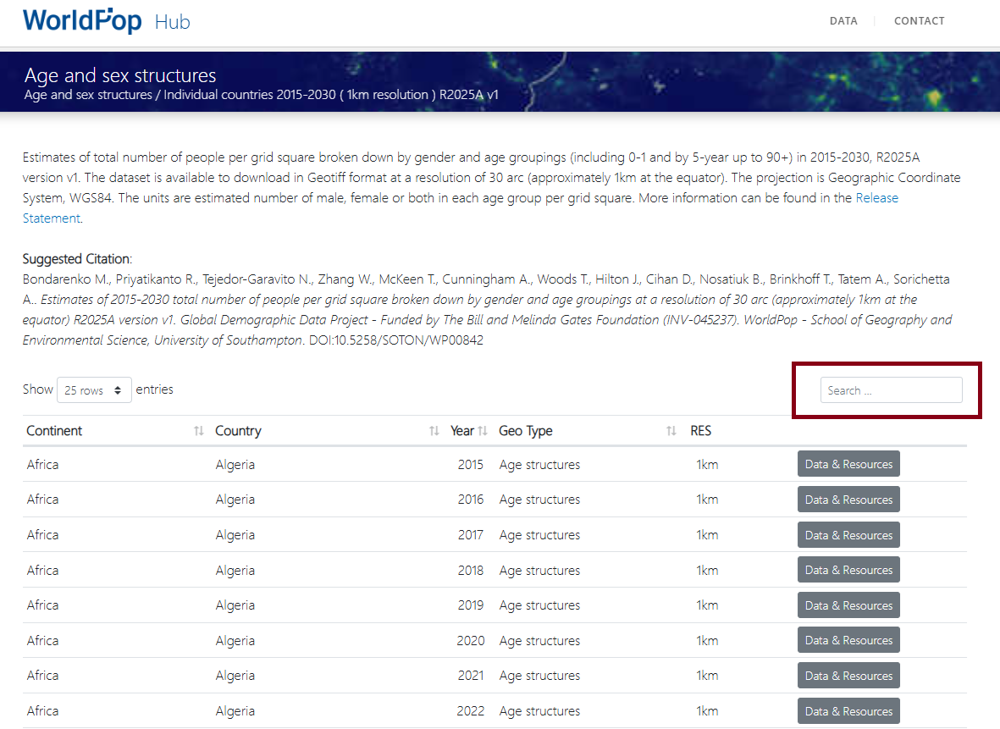 WorldPop Hub
DATA
CONTACT
Age and sex structures
Age and sex structures / Individual countries 2015-2030 ( 1km resolution ) R2025A v1
Estimates of total number of people per grid square broken down by gender and age groupings (including 0-1 and by 5-year up to 90+) in 2015-2030, R2025A
version v1. The dataset is available to download in Geotiff format at a resolution of 30 arc (approximately 1km at the equator). The projection is Geographic Coordinate
System, WGS84. The units are estimated number of male, female or both in each age group per grid square. More information can be found in the Release
Statement.
Suggested Citation:
Bondarenko M., Priyatikanto R., Tejedor-Garavito N., Zhang W., McKeen T., Cunningham A., Woods T., Hilton J., Cihan D., Nosatiuk B., Brinkhoff T., Tatem A., Sorichetta
A.. Estimates of 2015-2030 total number of people per grid square broken down by gender and age groupings at a resolution of 30 arc (approximately 1km at the
equator) R2025A version v1. Global Demographic Data Project - Funded by The Bill and Melinda Gates Foundation (INV-045237). WorldPop - School of Geography and
Environmental Science, University of Southampton. DOI:10.5258/SOTON/WP00842
Show 25 rows entries
Search ...
Continent Country Year Geo Type RES
Africa Algeria 2015 Age structures 1km Data & Resources
Africa Algeria 2016 Age structures 1km Data & Resources
Africa Algeria 2017 Age structures 1km Data & Resources
Africa Algeria 2018 Age structures 1km Data & Resources
Africa Algeria 2019 Age structures 1km Data & Resources
Africa Algeria 2020 Age structures 1km Data & Resources
Africa Algeria 2021 Age structures 1km Data & Resources
Africa Algeria 2022 Age structures 1km Data & Resources